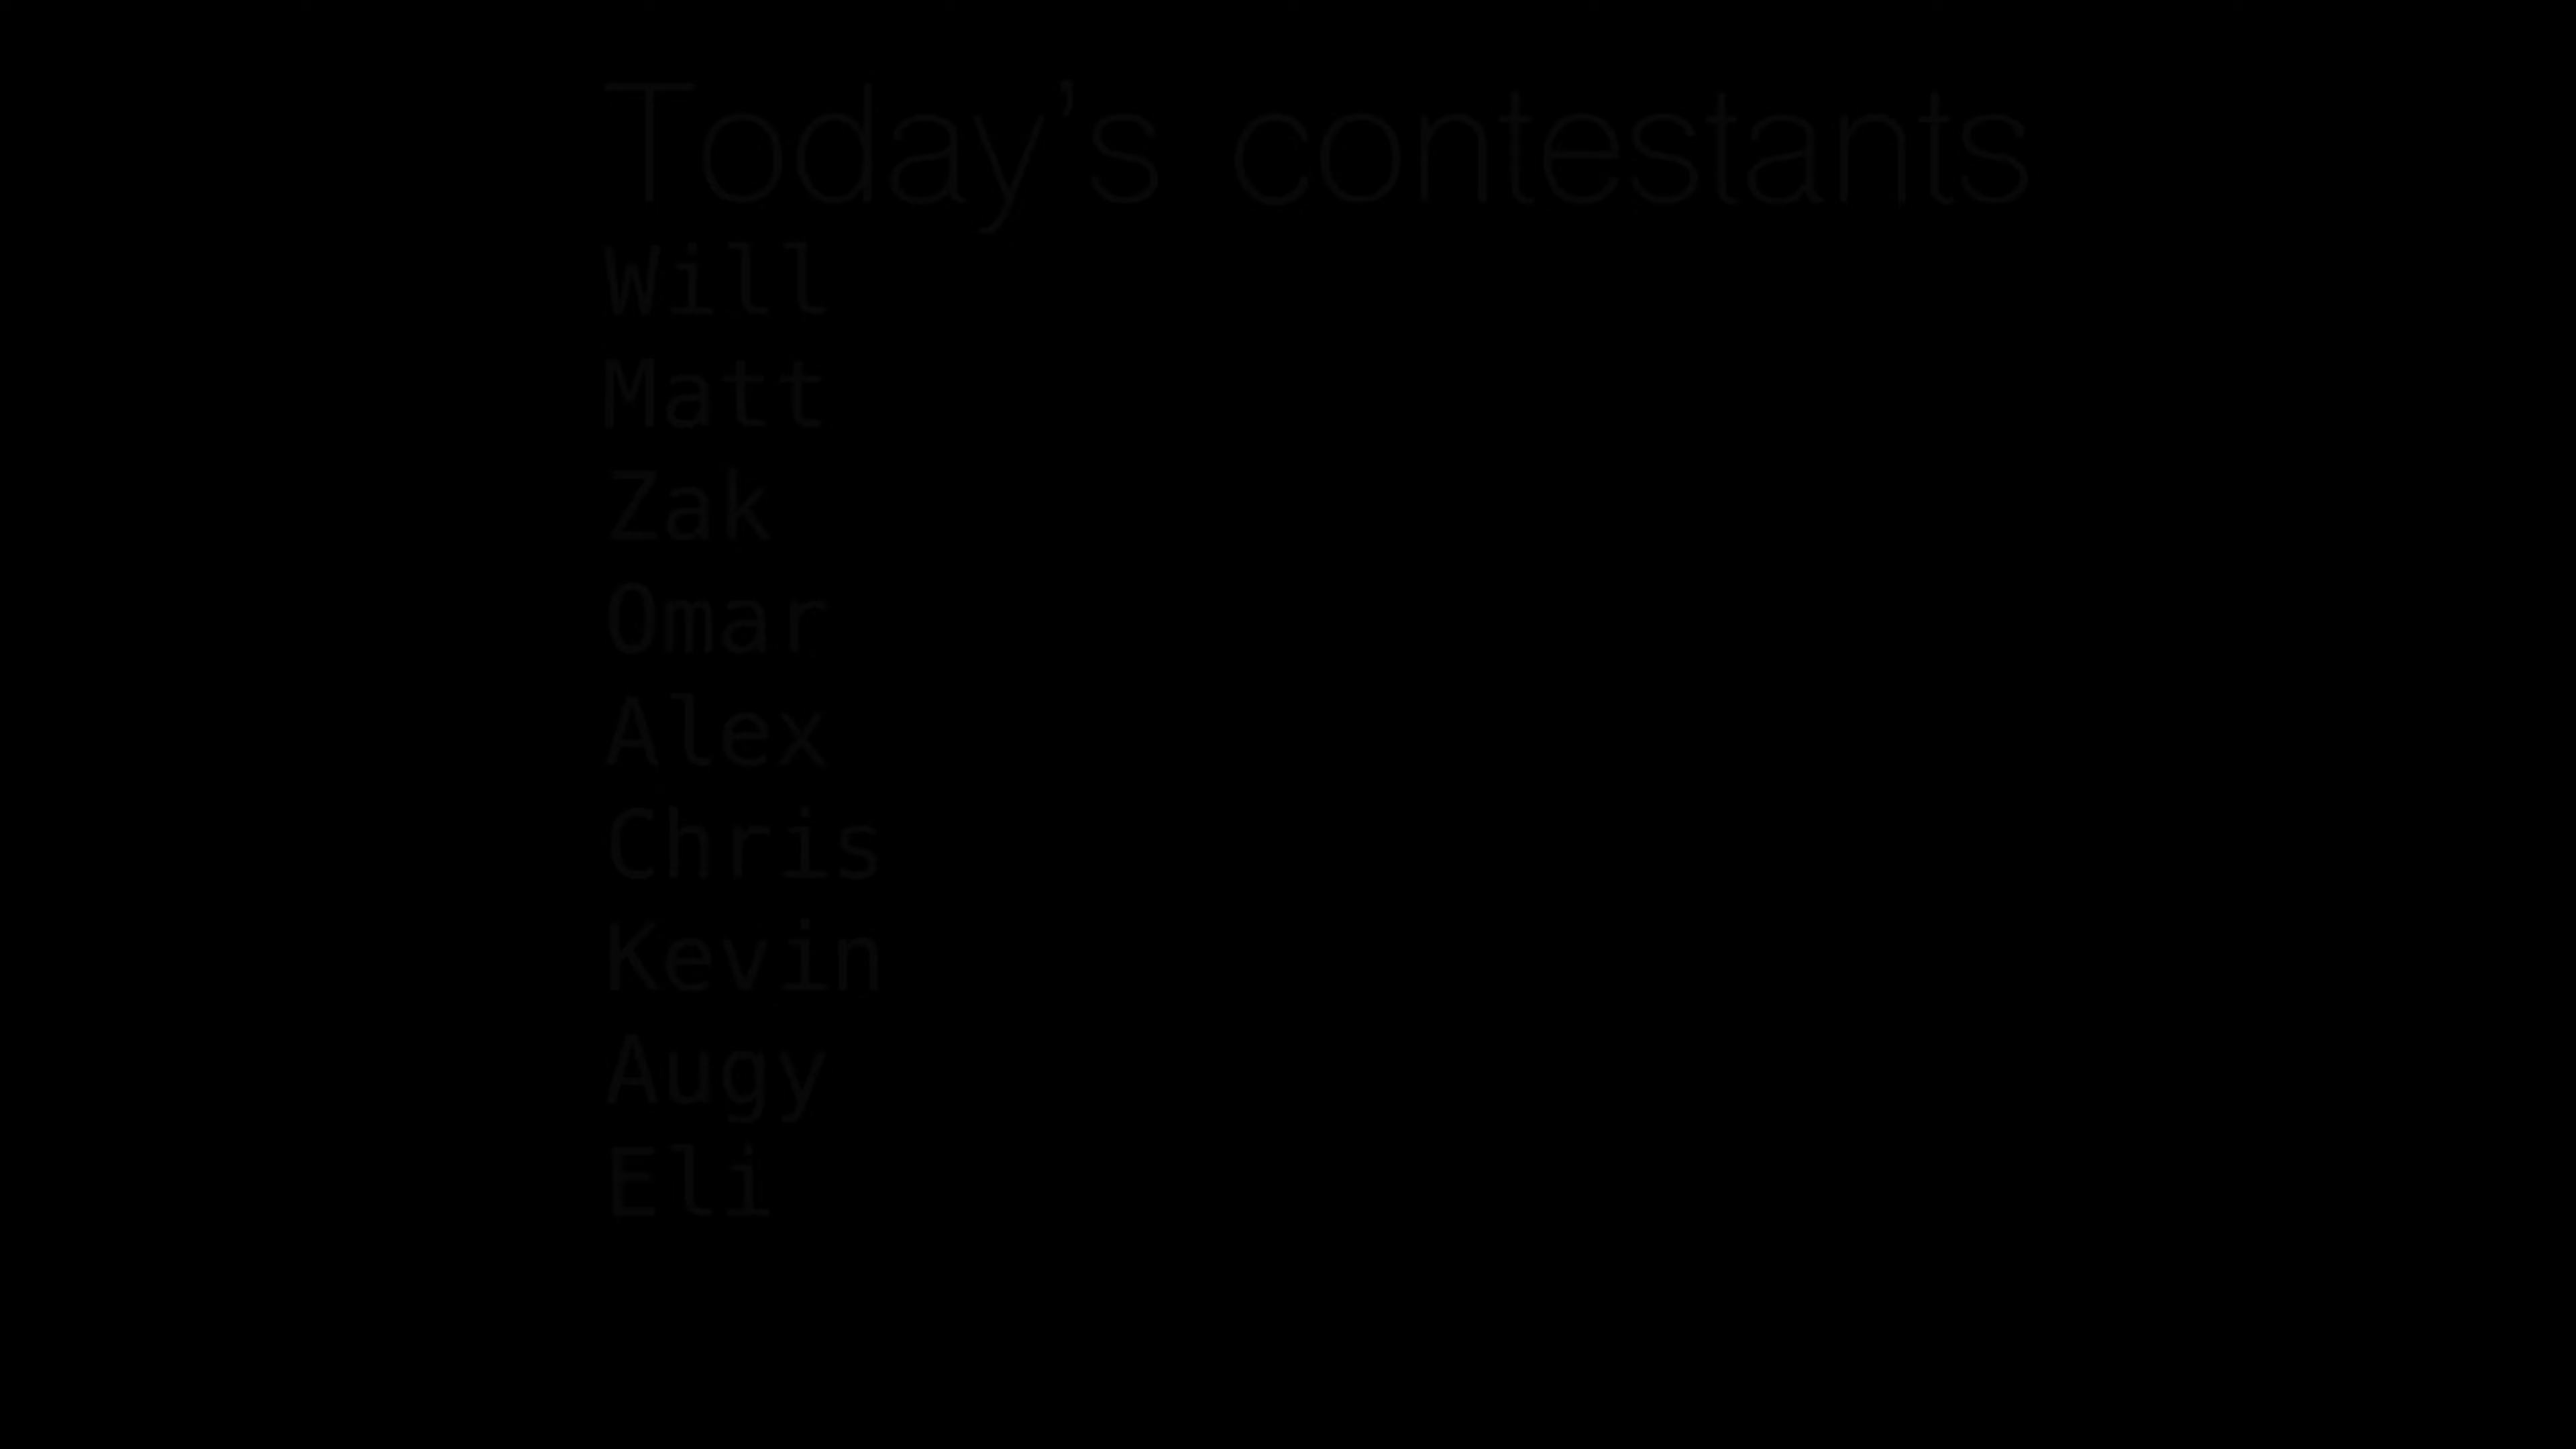 Today’s contestants
Will
Matt
Zak
Omar
Alex
Chris
Kevin
Augy
Eli